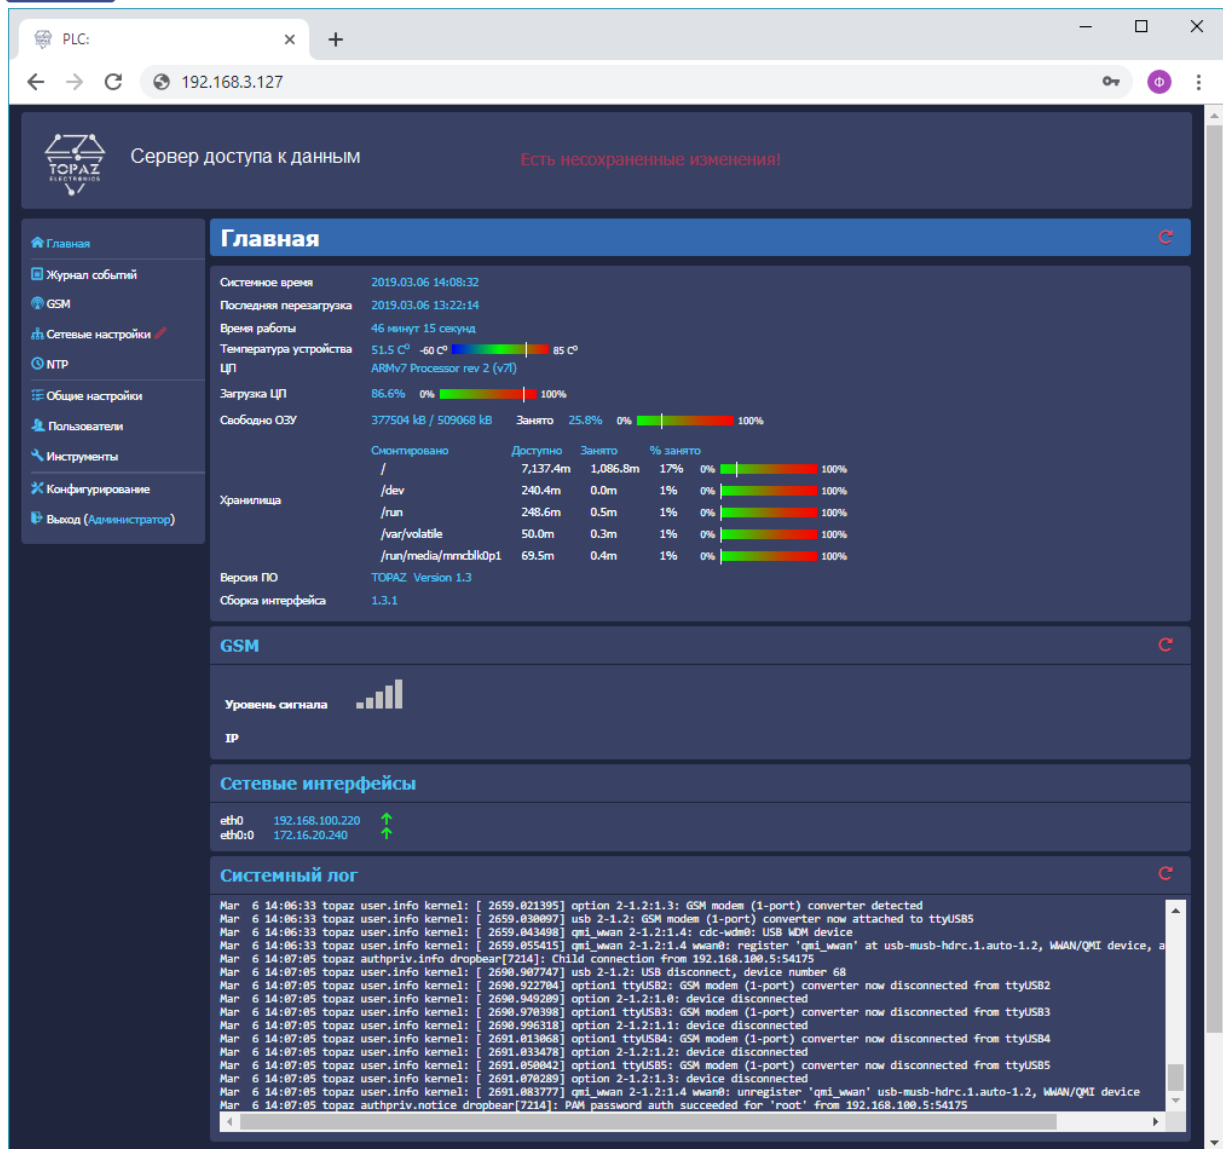 PLC:
192.168.3.127
Ф
TOPAZ
ELECTRONICS
Сервер доступа к данным
Есть несохраненные изменения!
Главная
Журнал событий
GSM
Сетевые настройки
NTP
Общие настройки
Пользователи
Инструменты
Конфигурирование
Выход (Администратор)
Главная
Системное время 2019.03.06 14:08:32
Последняя перезагрузка 2019.03.06 13:22:14
Время работы 46 минут 15 секунд
Температура устройства 51.5 C⁰ -60 C⁰ 85 C⁰
ЦП ARMv7 Processor rev 2 (v7l)
Загрузка ЦП 86.6% 0% 100%
Свободно ОЗУ 377504 kB / 509068 kB Занято 25.8% 0% 100%
Смонтировано Доступно Занято % занято
/ 7,137.4m 1,086.8m 17% 0% 100%
/dev 240.4m 0.0m 1% 0% 100%
Хранилища
/run 248.6m 0.5m 1% 0% 100%
/var/volatile 50.0m 0.3m 1% 0% 100%
/run/media/mmcblk0p1 69.5m 0.4m 1% 0% 100%
Версия ПО TOPAZ Version 1.3
Сборка интерфейса 1.3.1
GSM
Уровень сигнала
IP
Сетевые интерфейсы
eth0 192.168.100.220
eth0:0 172.16.20.240
Системный лог
Mar 6 14:06:33 topaz user.info kernel: [ 2659.021395] option 2-1.2:1.3: GSM modem (1-port) converter detected
Mar 6 14:06:33 topaz user.info kernel: [ 2659.030097] usb 2-1.2: GSM modem (1-port) converter now attached to ttyUSB5
Mar 6 14:06:33 topaz user.info kernel: [ 2659.043498] qmi_wwan 2-1.2:1.4: cdc-wdm0: USB WDM device
Mar 6 14:06:33 topaz user.info kernel: [ 2659.055415] qmi_wwan 2-1.2:1.4 wwan0: register 'qmi_wwan' at usb-musb-hdrc.1.auto-1.2, WWAN/QMI device, a
Mar 6 14:07:05 topaz authpriv.info dropbear[7214]: Child connection from 192.168.100.5:54175
Mar 6 14:07:05 topaz user.info kernel: [ 2690.907747] usb 2-1.2: USB disconnect, device number 68
Mar 6 14:07:05 topaz user.info kernel: [ 2690.922704] option1 ttyUSB2: GSM modem (1-port) converter now disconnected from ttyUSB2
Mar 6 14:07:05 topaz user.info kernel: [ 2690.949209] option 2-1.2:1.0: device disconnected
Mar 6 14:07:05 topaz user.info kernel: [ 2690.970398] option1 ttyUSB3: GSM modem (1-port) converter now disconnected from ttyUSB3
Mar 6 14:07:05 topaz user.info kernel: [ 2690.996318] option 2-1.2:1.1: device disconnected
Mar 6 14:07:05 topaz user.info kernel: [ 2691.013068] option1 ttyUSB4: GSM modem (1-port) converter now disconnected from ttyUSB4
Mar 6 14:07:05 topaz user.info kernel: [ 2691.033478] option 2-1.2:1.2: device disconnected
Mar 6 14:07:05 topaz user.info kernel: [ 2691.050042] option1 ttyUSB5: GSM modem (1-port) converter now disconnected from ttyUSB5
Mar 6 14:07:05 topaz user.info kernel: [ 2691.070289] option 2-1.2:1.3: device disconnected
Mar 6 14:07:05 topaz user.info kernel: [ 2691.083777] qmi_wwan 2-1.2:1.4 wwan0: unregister 'qmi_wwan' usb-musb-hdrc.1.auto-1.2, WWAN/QMI device
Mar 6 14:07:05 topaz authpriv.notice dropbear[7214]: PAM password auth succeeded for 'root' from 192.168.100.5:54175